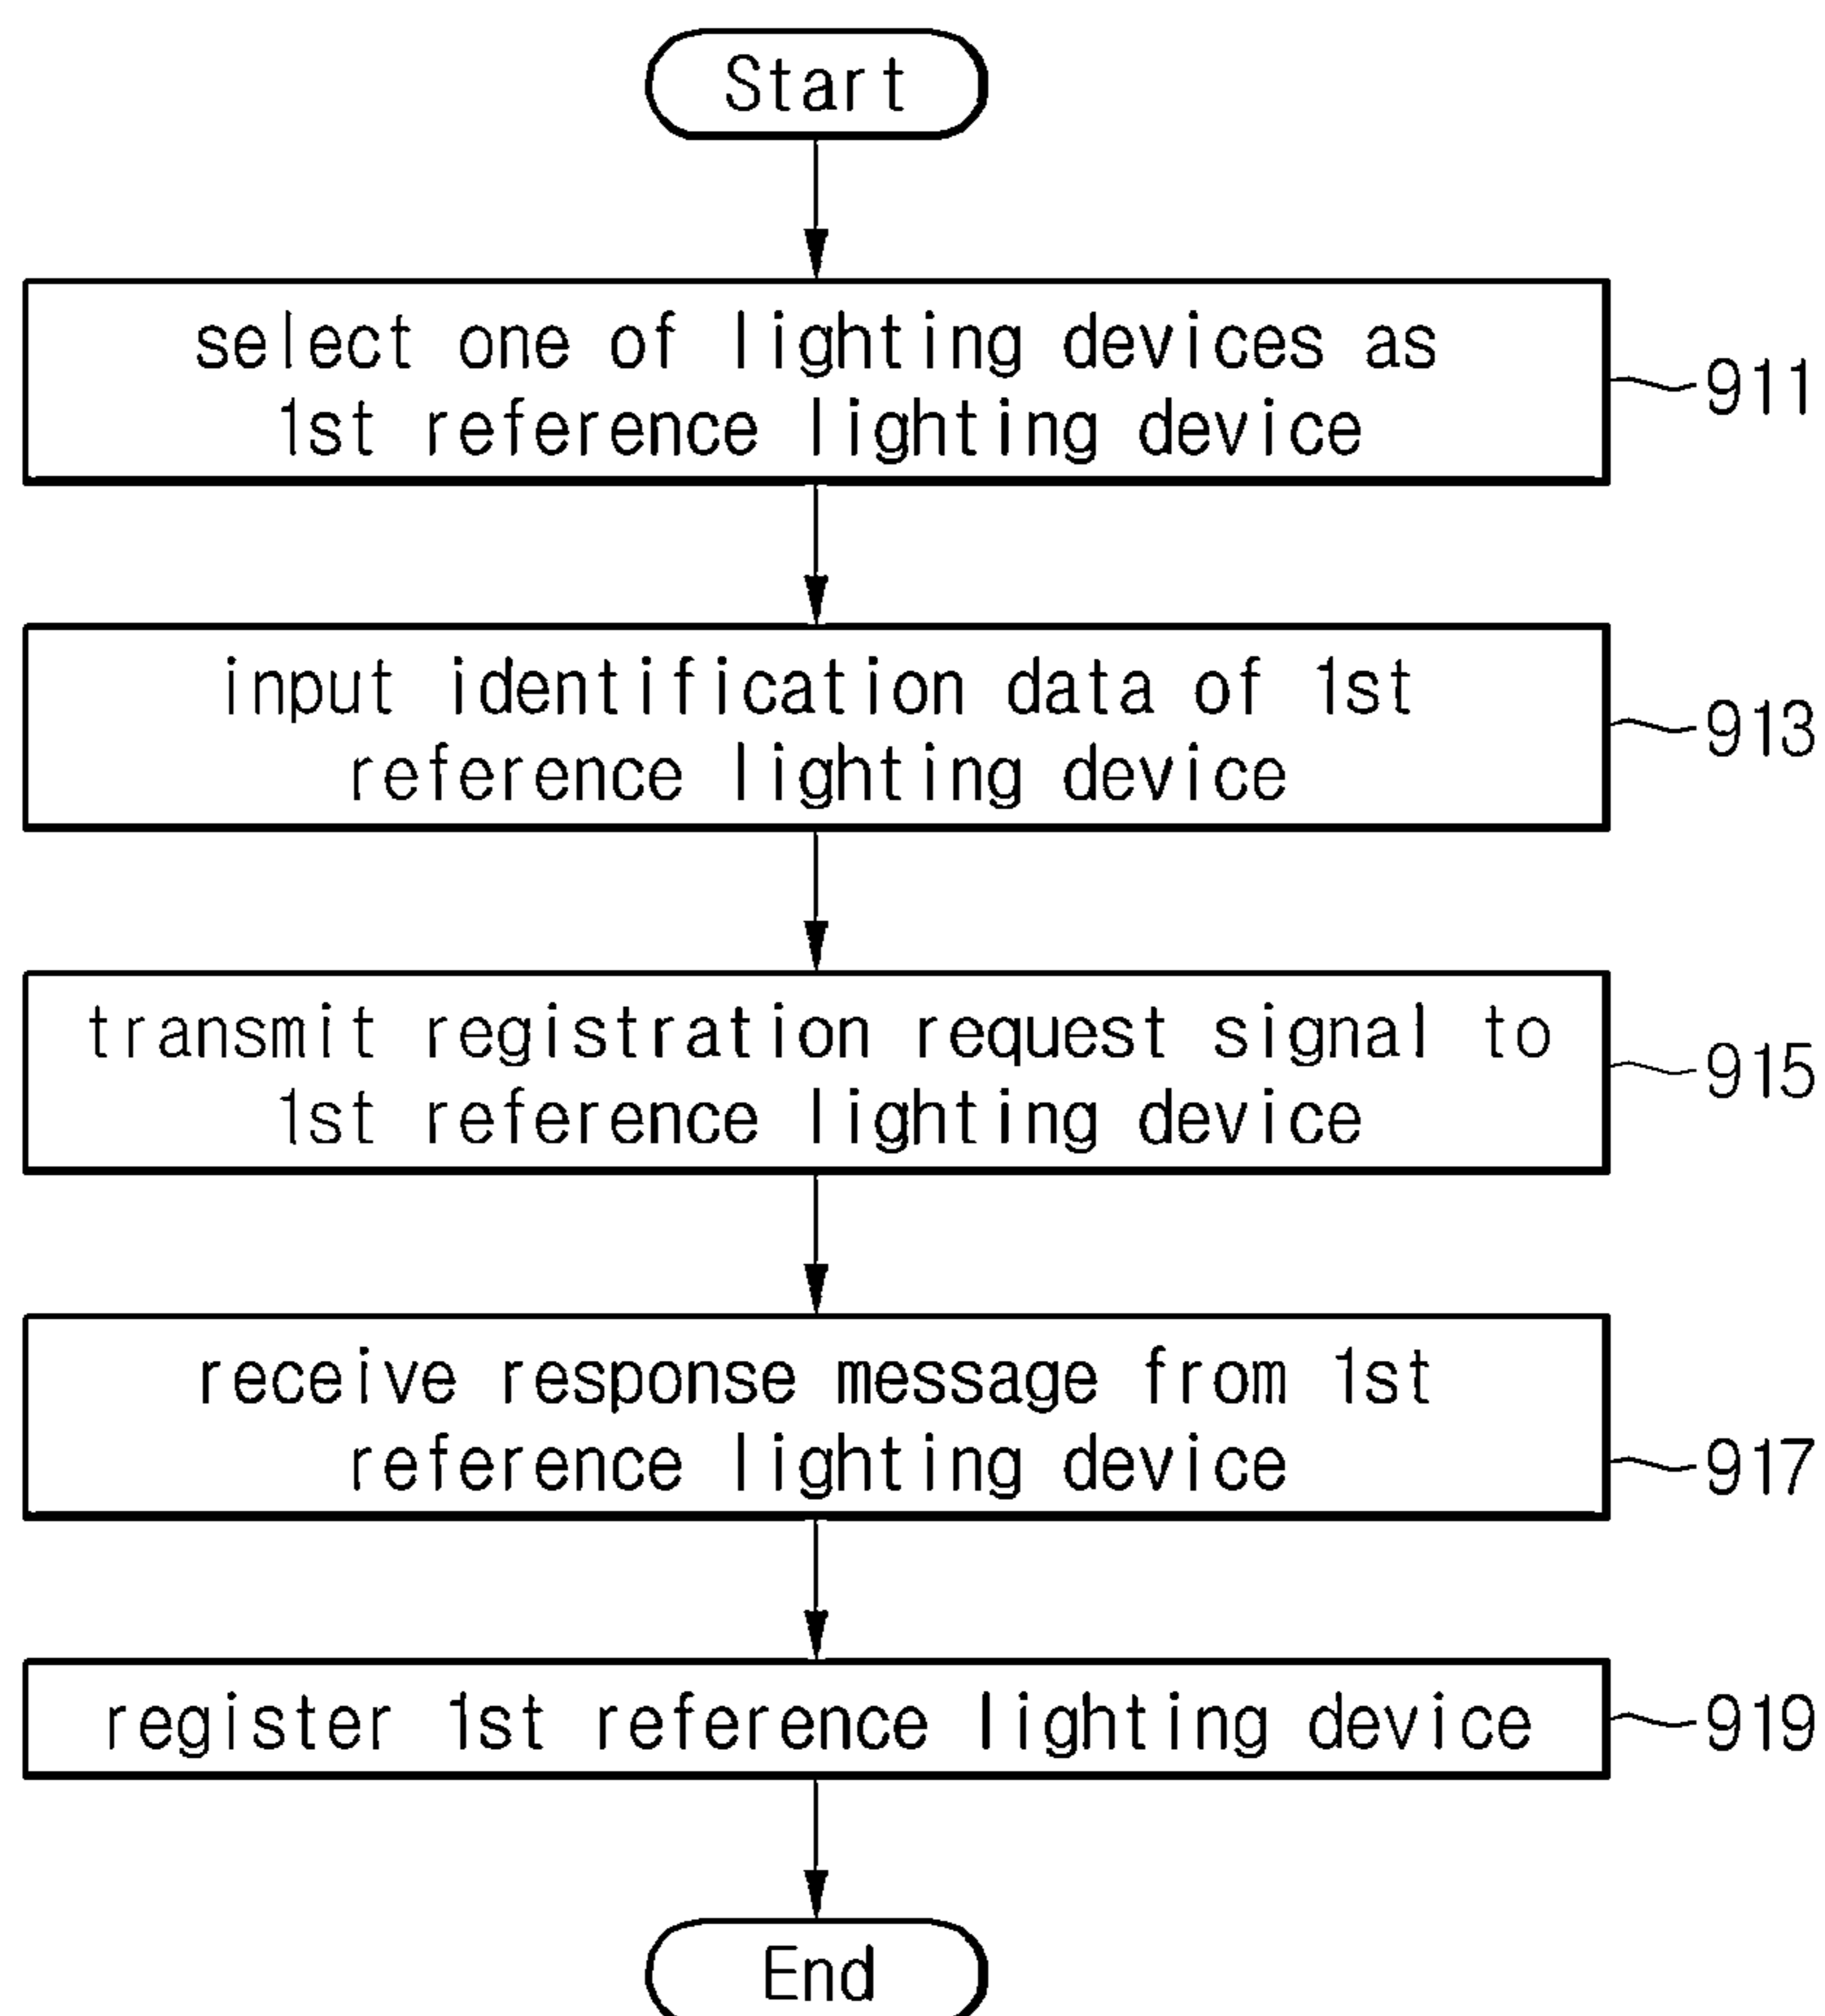 Start
select one of lighting devices as
1st reference lighting device
911
input identification data of 1st
reference lighting device
913
transmit registration request signal to
1st reference lighting device
915
receive response message from 1st
reference lighting device
917
register 1st reference lighting device
919
End